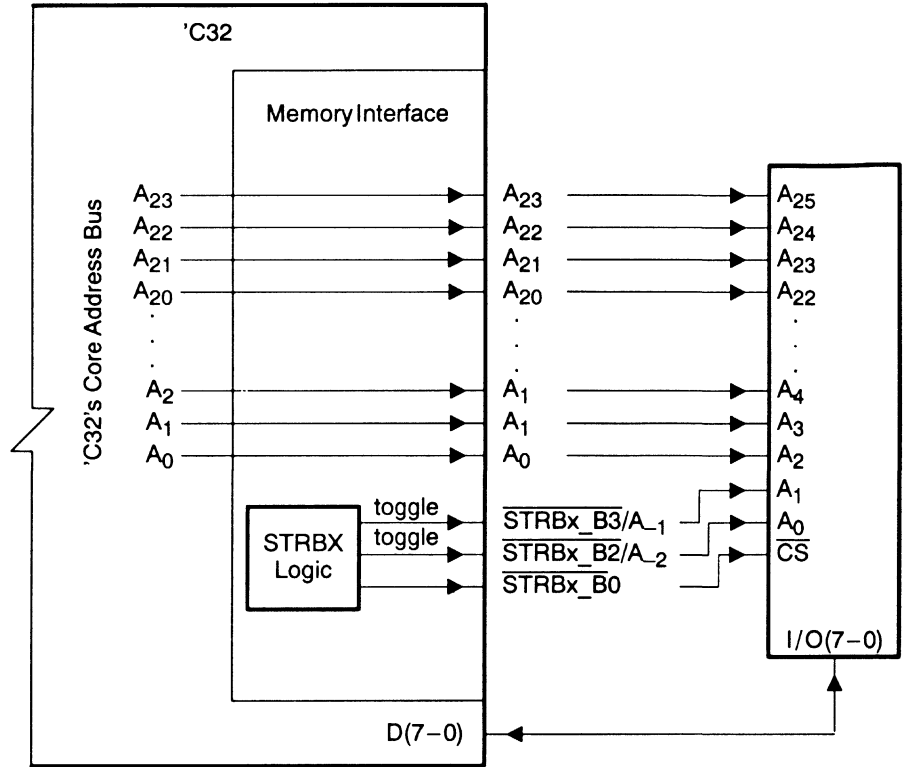 'C32
Memory Interface
'C32's Core Address Bus
A23 A23 A25
A22 A22 A24
A21 A21 A23
A20 A20 A22
. . .
. . .
. . .
A2 A1 A4
A1 A1 A3
A0 A0 A2
A1
toggle STRBx_B3/A–1
A0
STRBX Logic
toggle STRBx_B2/A–2
CS
STRBx_B0
I/O(7–0)
D(7–0)